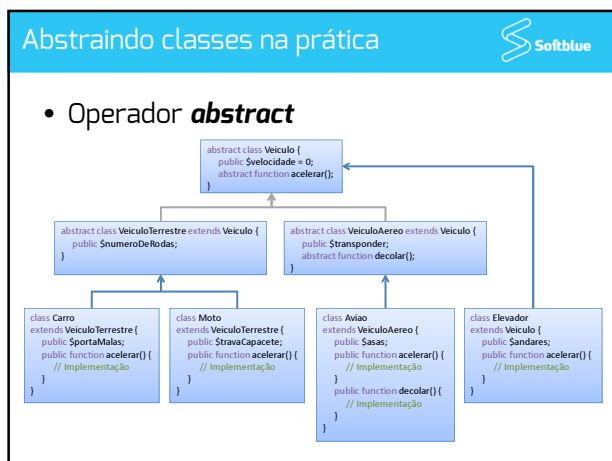 Abstraindo classes na prática
Softblue
• Operador abstract
abstract class Veiculo {
public $velocidade = 0;
abstract function acelerar();
}
abstract class VeiculoTerrestre extends Veiculo {
public $numeroDeRodas;
}
abstract class VeiculoAereo extends Veiculo {
public $transponder;
abstract function decolar();
}
class Carro
extends VeiculoTerrestre {
public $portaMalas;
public function acelerar() {
// Implementação
}
}
class Moto
extends VeiculoTerrestre {
public $travaCapacete;
public function acelerar() {
// Implementação
}
}
class Aviao
extends VeiculoAereo {
public $asas;
public function acelerar() {
// Implementação
}
public function decolar() {
// Implementação
}
}
class Elevador
extends Veiculo {
public $andares;
public function acelerar() {
// Implementação
}
}